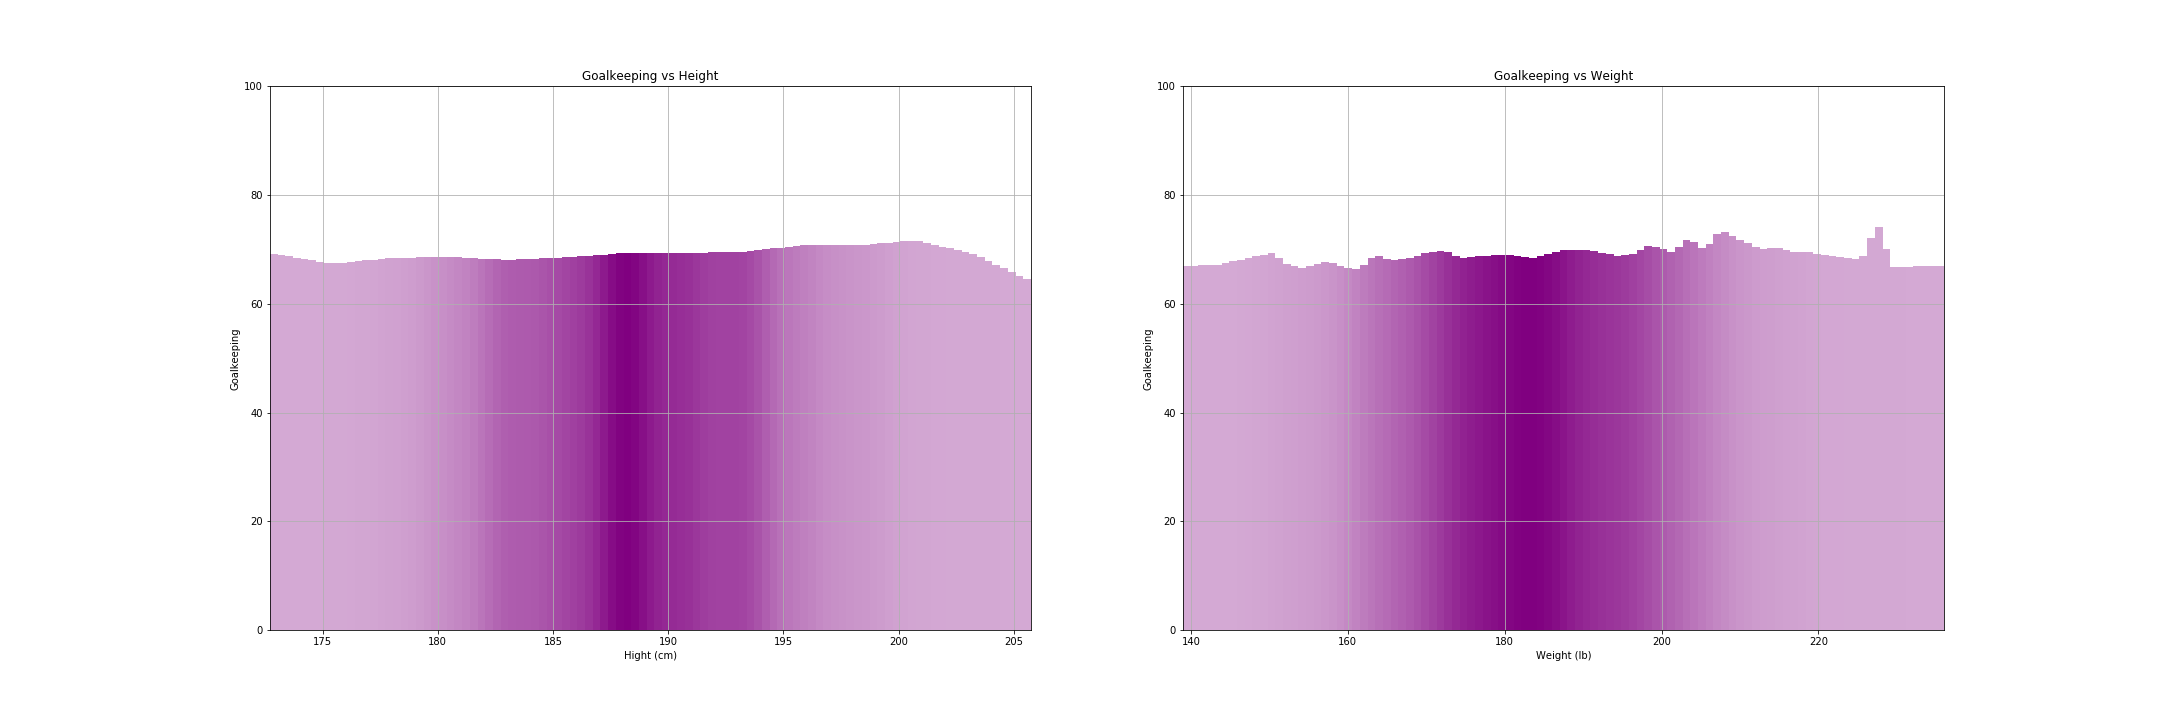 Goalkeeping vs Height
100
80
60
40
20
0
Goalkeeping
175 180 185 190 195 200 205
Hight (cm)
Goalkeeping vs Weight
100
80
60
40
20
0
Goalkeeping
140 160 180 200 220
Weight (lb)